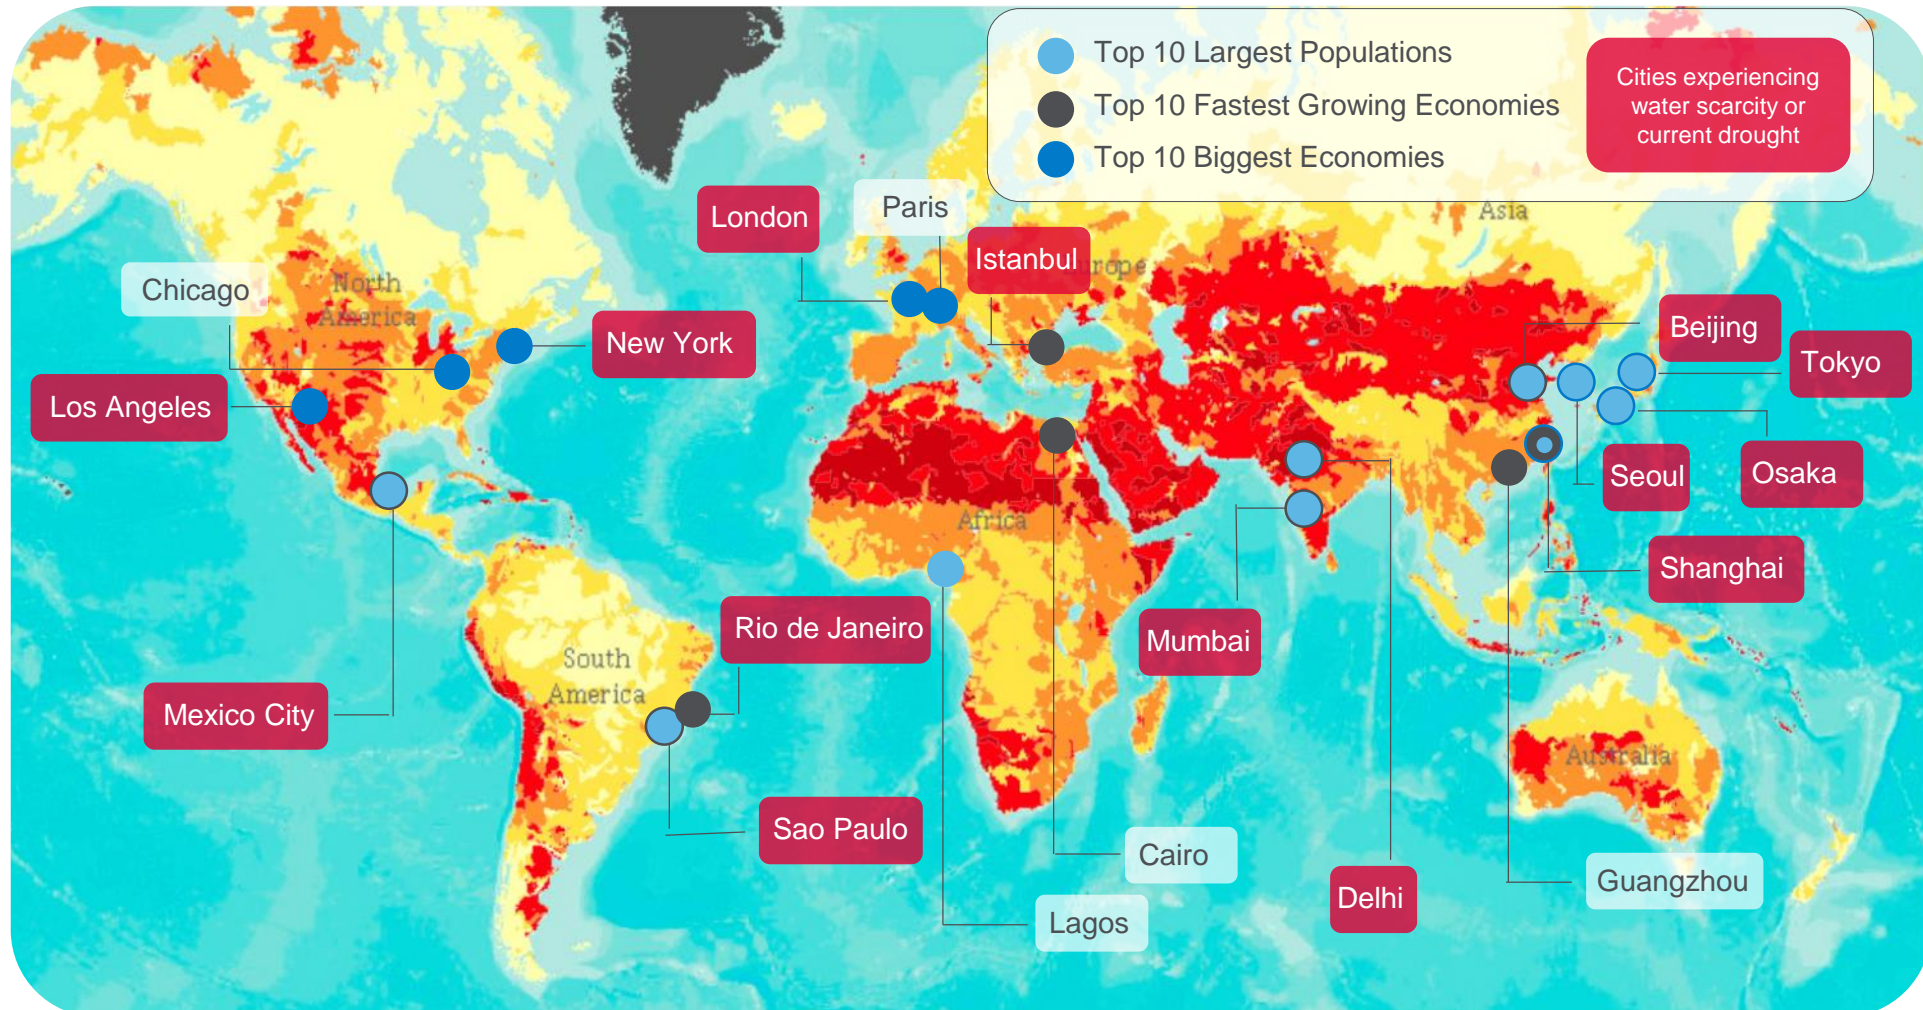 Top 10 Largest Populations
Top 10 Fastest Growing Economies
Top 10 Biggest Economies
Cities experiencing
water scarcity or
current drought
Asia
London
Paris
Istanbul
urope
Chicago
North
America
New York
Los Angeles
Beijing
Tokyo
Seoul
Osaka
Africa
Shanghai
Rio de Janeiro
Mumbai
South
America
Mexico City
Australia
Sao Paulo
Cairo
Guangzhou
Delhi
Lagos